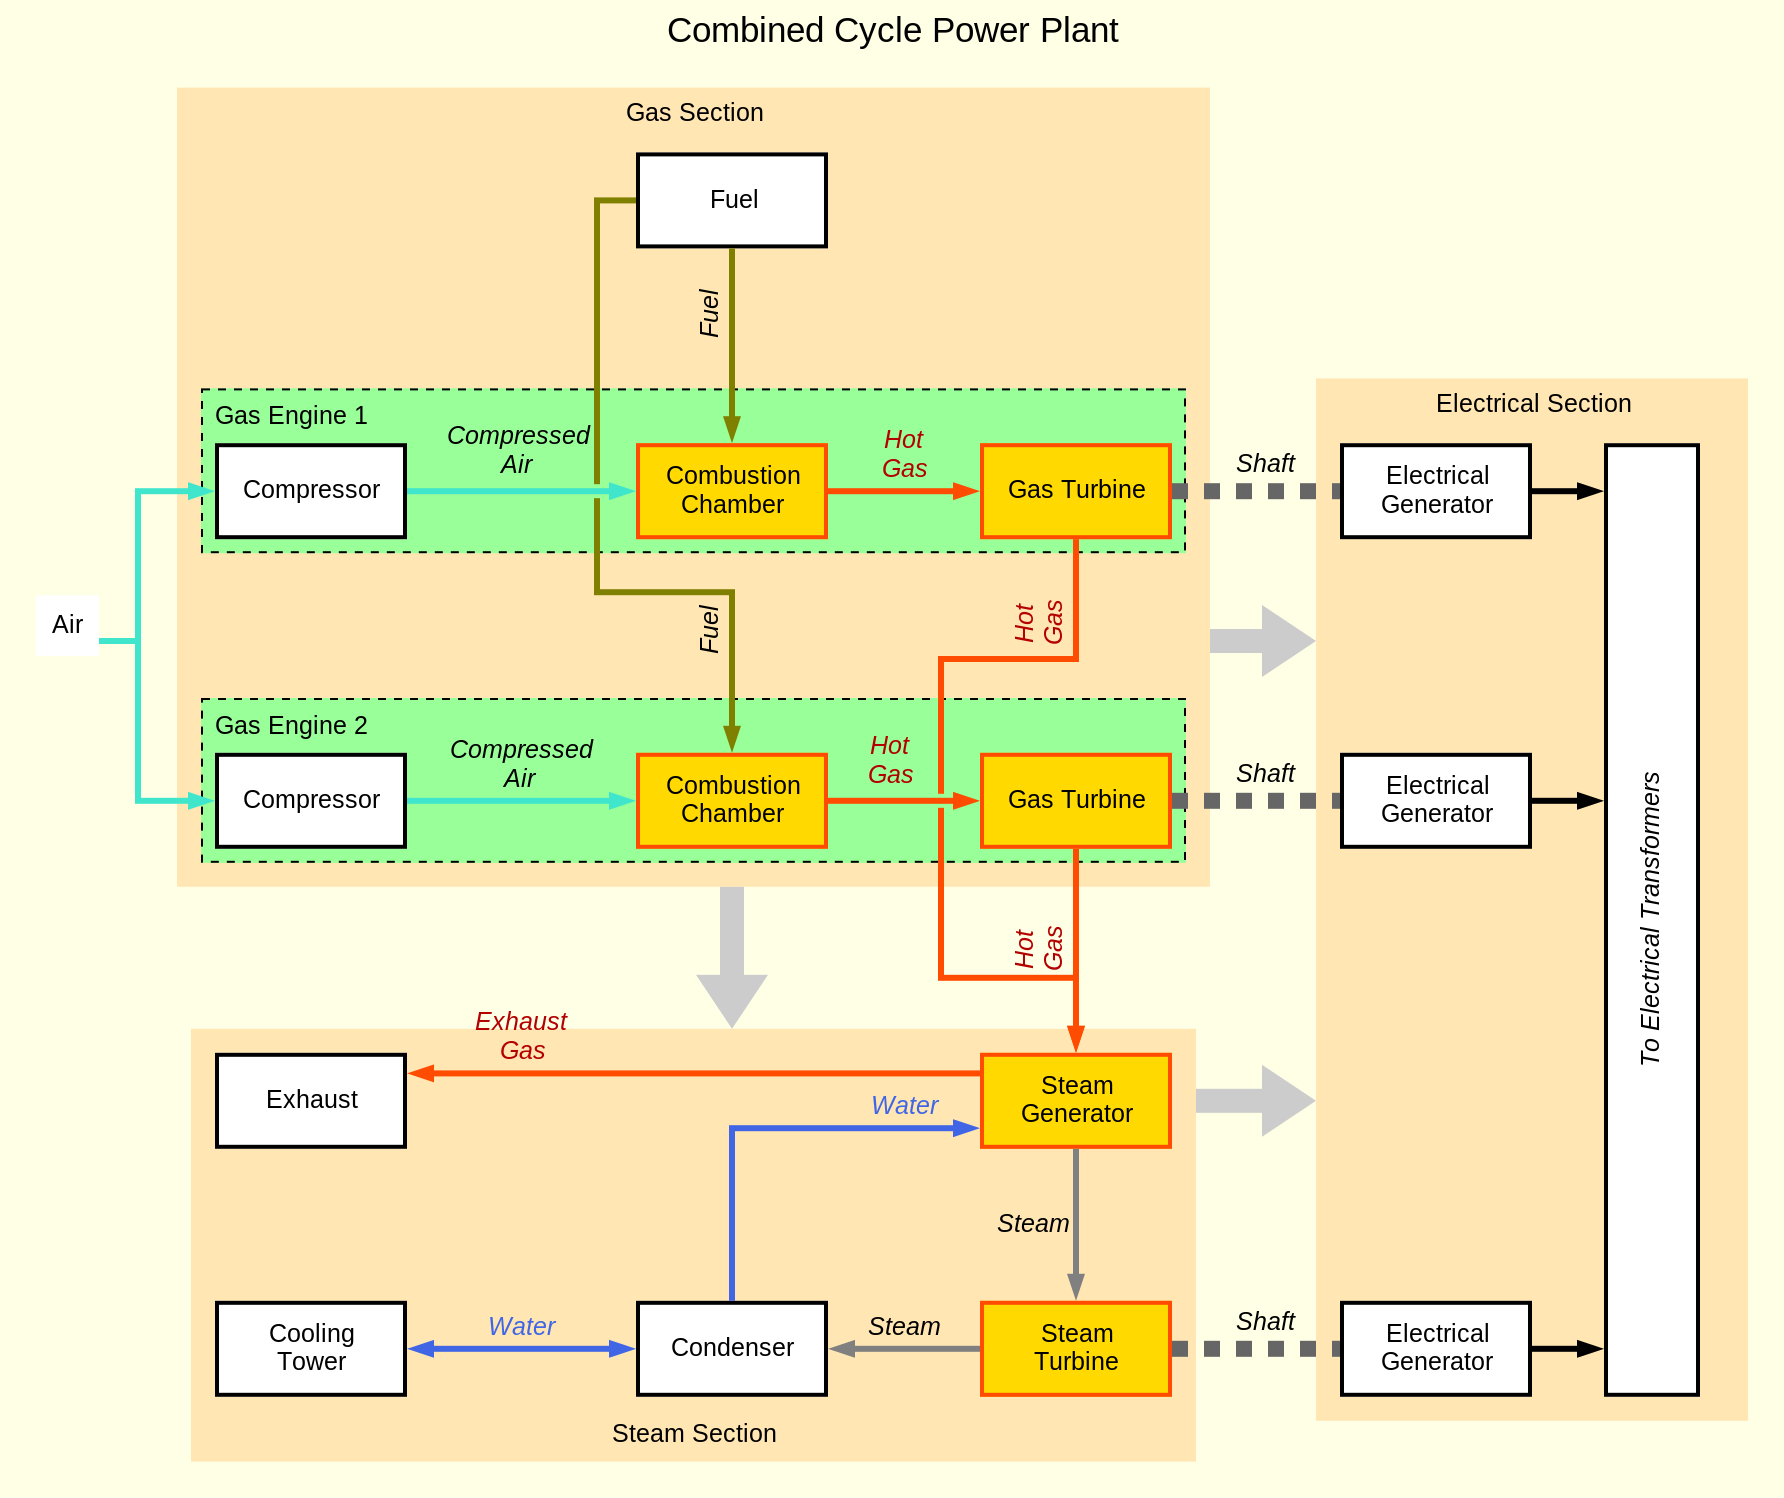 Combined Cycle Power Plant
Gas Section
Fuel
Fuel
Gas Engine 1
Compressor
Compressed
Air
Combustion
Chamber
Hot
Gas
Gas Turbine
Shaft
Electrical Section
Electrical
Generator
Air
Fuel
Hot
Gas
Gas Engine 2
Compressor
Compressed
Air
Combustion
Chamber
Hot
Gas
Gas Turbine
Shaft
Electrical
Generator
To Electrical Transformers
Hot
Gas
Exhaust
Gas
Exhaust
Water
Steam
Generator
Steam
Cooling
Tower
Water
Condenser
Steam
Steam
Turbine
Shaft
Electrical
Generator
Steam Section